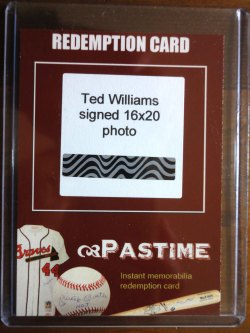 REDEMPTION CARD
Ted Williams
signed 16x20
photo
Braves
44
PASTIME
Instant memorabilia
redemption card